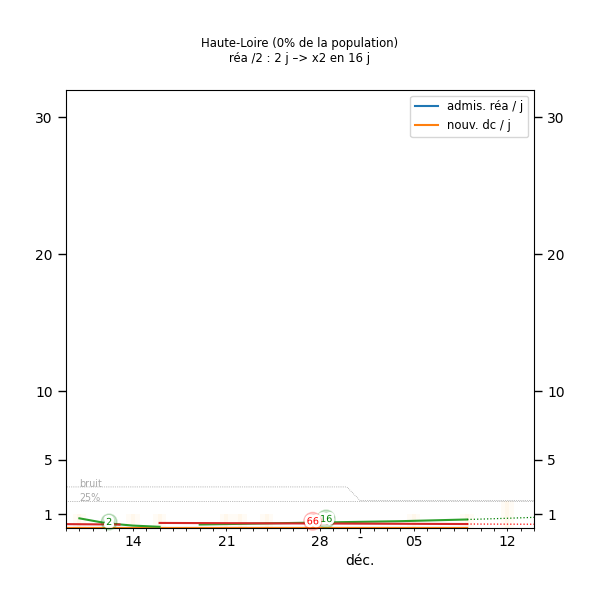 Haute-Loire (0% de la population)
réa /2 : 2 j –> x2 en 16 j
admis. réa / j
nouv. dc / j
30 30
20 20
10 10
5 5
bruit
25%
1 1
2 66 16
14 21 28 - 05 12
déc.